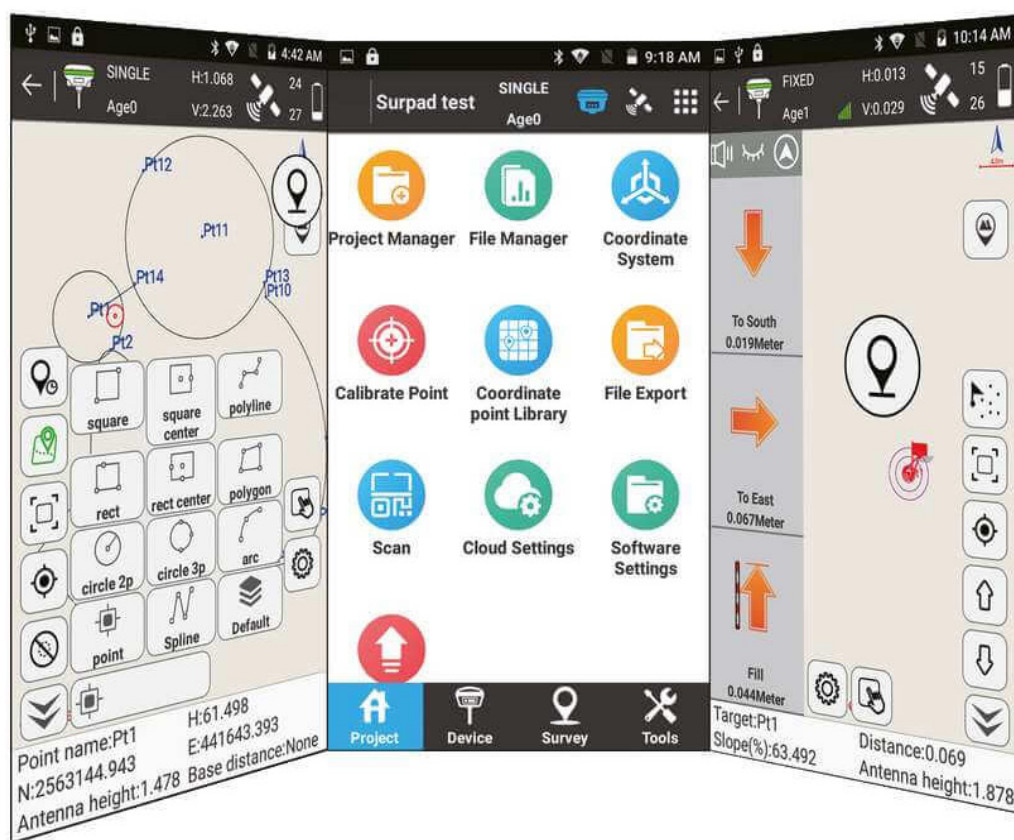 4:42 AM
SINGLE
H:1.068
24
Age0
V:2.263
27
Pt12
Pt11
Pt14
Pt13
Pt10
Pt1
Pt2
square
square
center
polyline
rect
rect center
polygon
circle 2p
circle 3p
arc
point
Spline
Default
Point name:Pt1
H:61.498
N:2563144.943
E:441643.393
Antenna height:1.478
Base distance:None
9:18 AM
Surpad test
SINGLE
Age0
Project Manager
File Manager
Coordinate
System
Calibrate Point
Coordinate
point Library
File Export
Scan
Cloud Settings
Software
Settings
Project
Device
Survey
Tools
10:14 AM
FIXED
H:0.013
15
Age1
V:0.029
26
To South
0.019Meter
To East
0.067Meter
Fill
0.044Meter
Target:Pt1
Distance:0.069
Slope(%):63.492
Antenna height:1.878